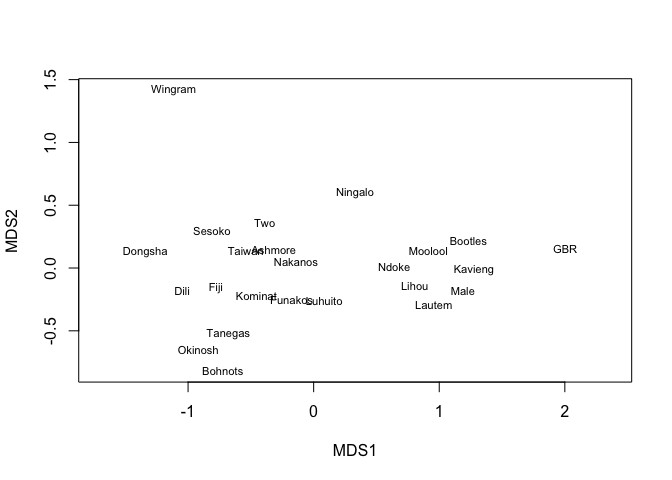 1.5
Wingram
1.0
Ningalo
0.5
Two
Sesoko
Bootles
Dongsha
Taiwan
Ashmore
Moolool
GBR
Nakanos
MDS2
0.0
Ndoke
Kavieng
Fiji
Lihou
Dili
Male
Kominat
Funakos
Luhuito
Lautem
-0.5
Tanegas
Okinosh
Bohnots
-1
0
1
2
MDS1